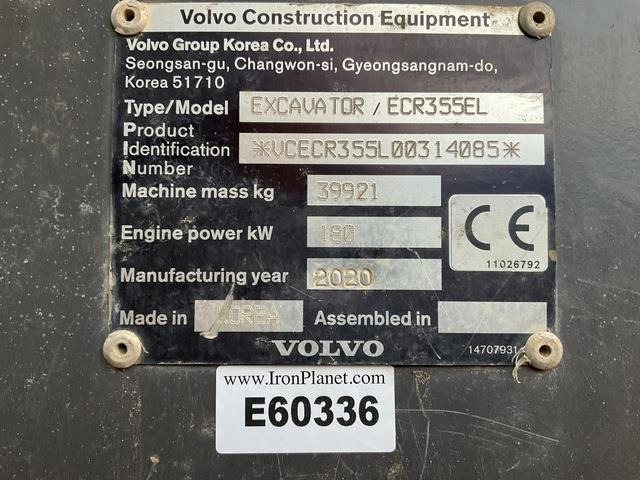 Volvo Construction Equipment
Volvo Group Korea Co., Ltd.
Seongsan-gu, Changwon-si, Gyeongsangnam-do,
Korea 51710
Type/Model EXCAVATOR / ECR355EL
Product
Identification *VCECR355L00314085*
Number
Machine mass kg 39921
Engine power kW 180
CE
11026792
Manufacturing year 2020
Made in KOREA Assembled in
VOLVO 14707931
www.IronPlanet.com
E60336